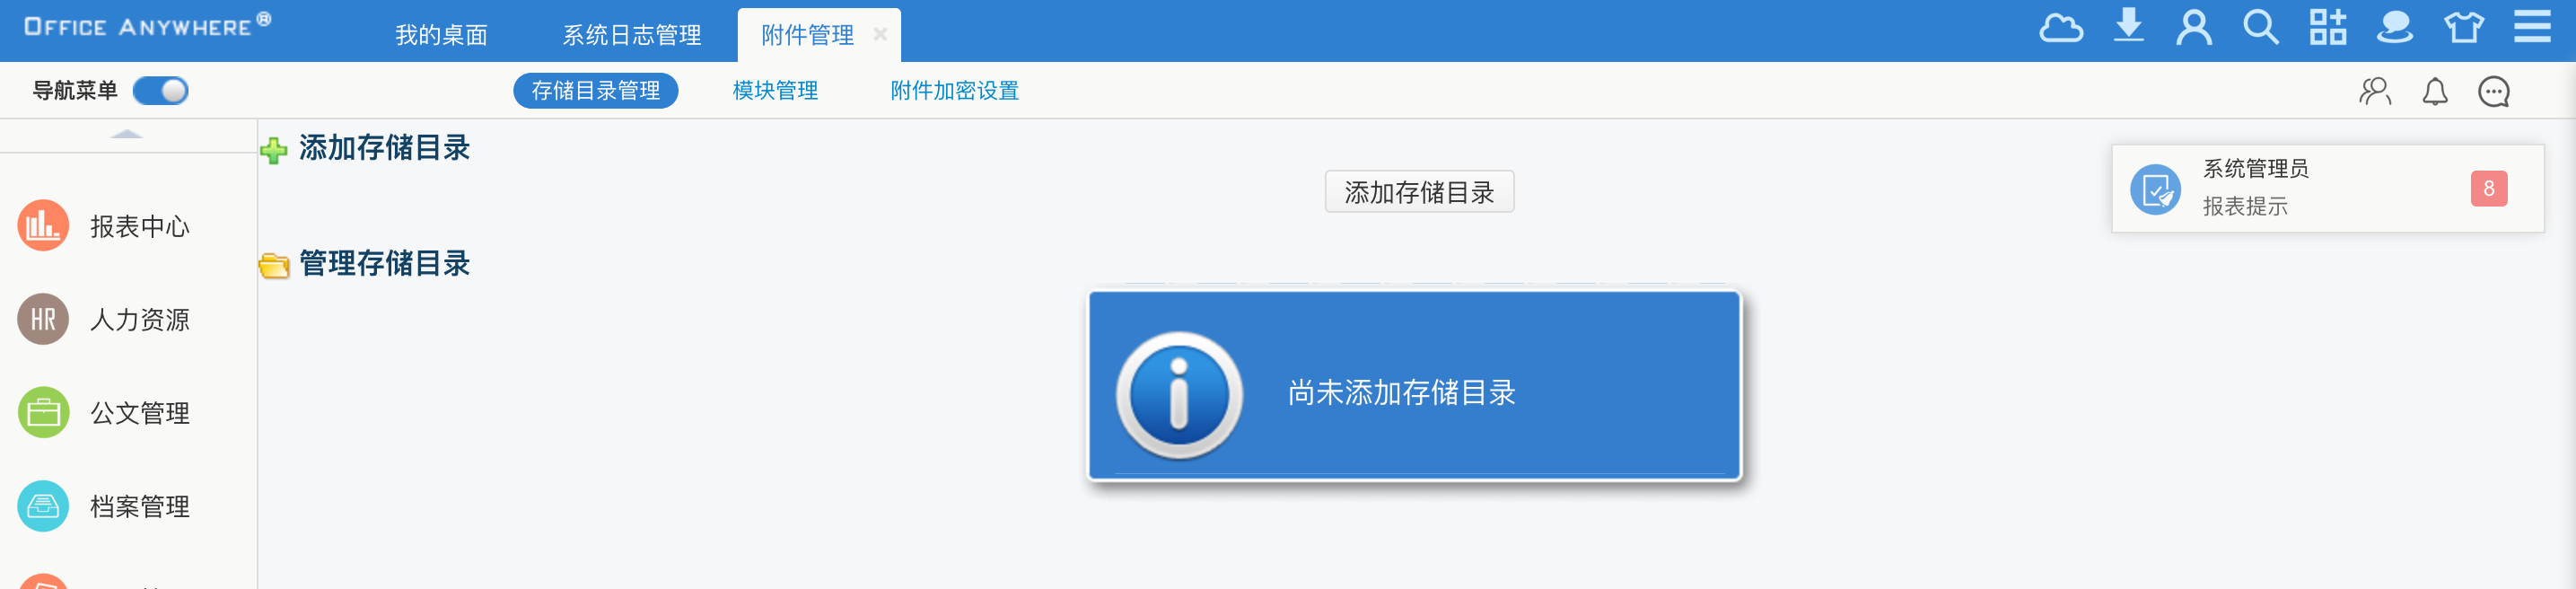 OFFICE ANYWHERE®
我的桌面
系统日志管理
附件管理
导航菜单
存储目录管理
模块管理
附件加密设置
添加存储目录
添加存储目录
系统管理员
报表提示
8
报表中心
管理存储目录
HR
人力资源
尚未添加存储目录
公文管理
档案管理